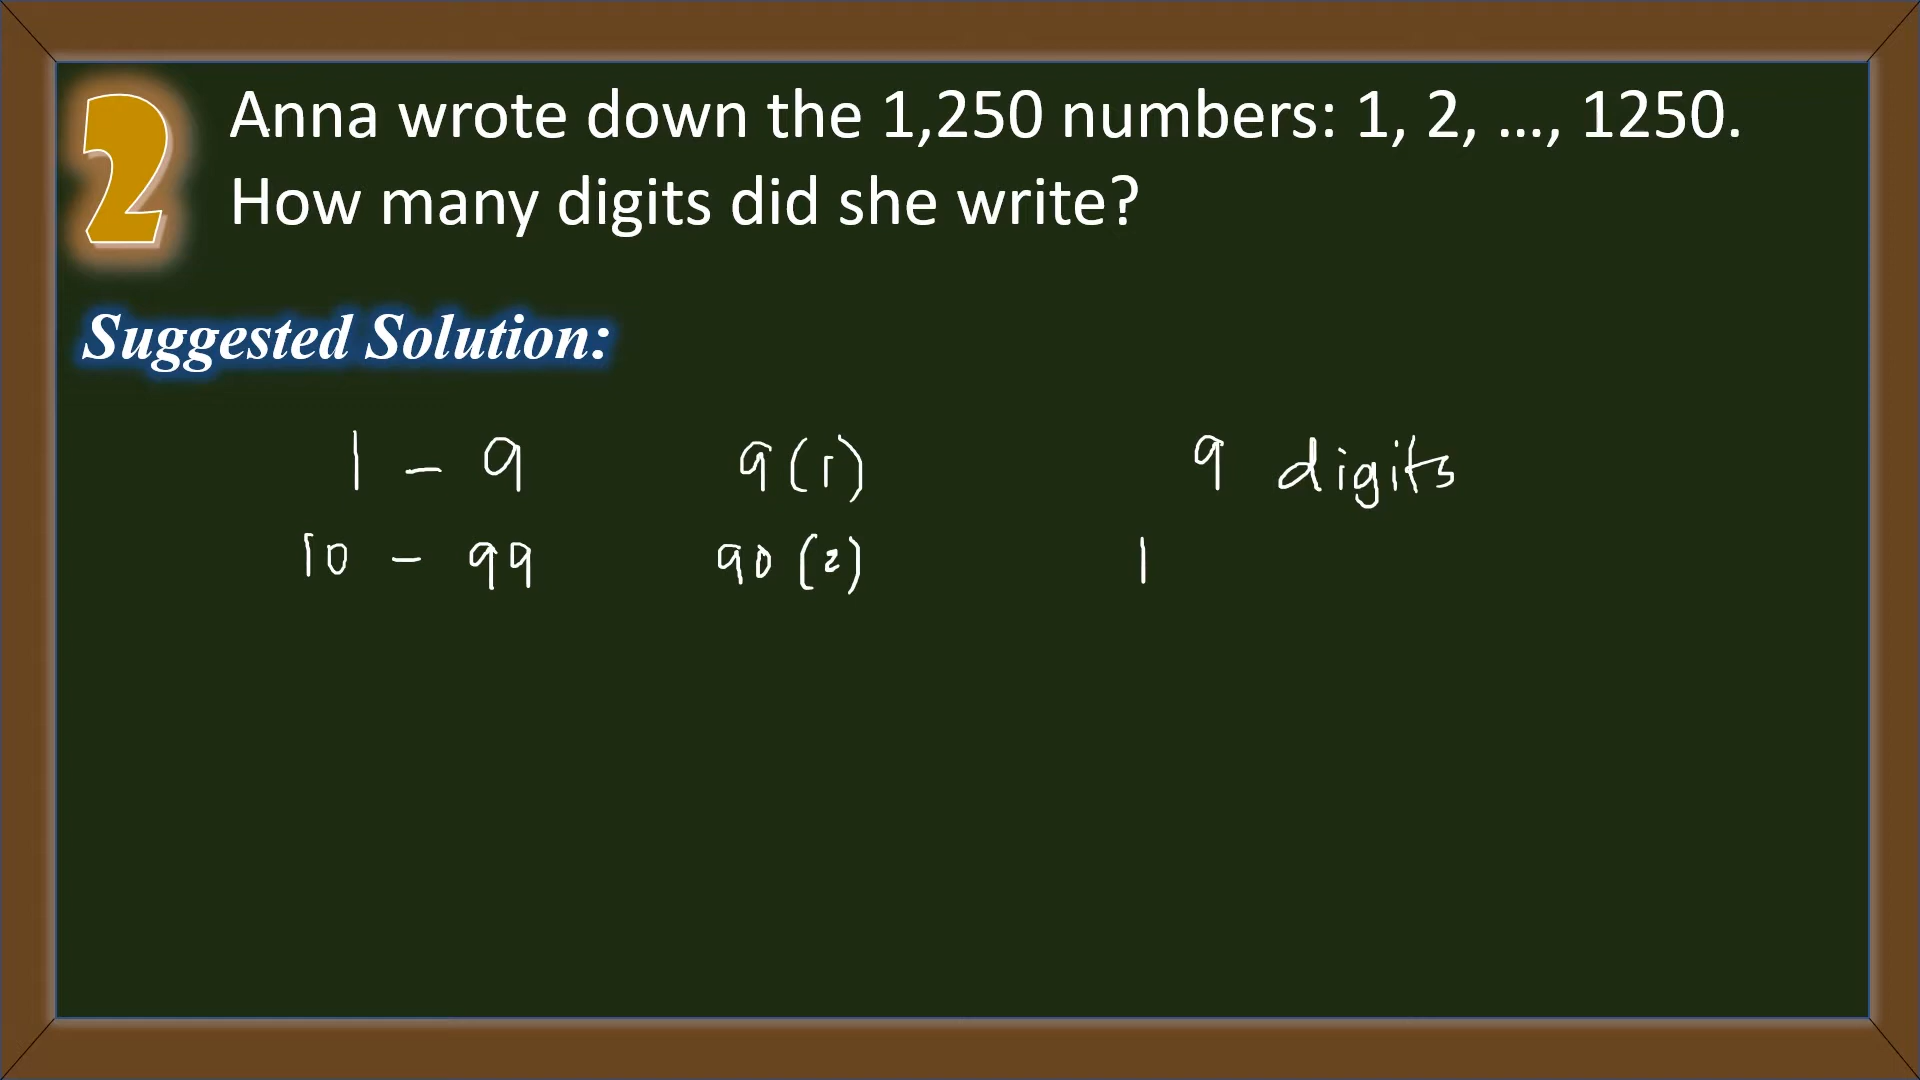 2
Anna wrote down the 1,250 numbers: 1, 2, ..., 1250.
How many digits did she write?
Suggested Solution:
1 – 9 9(1) 9 digits
10 – 99 90(2) 1